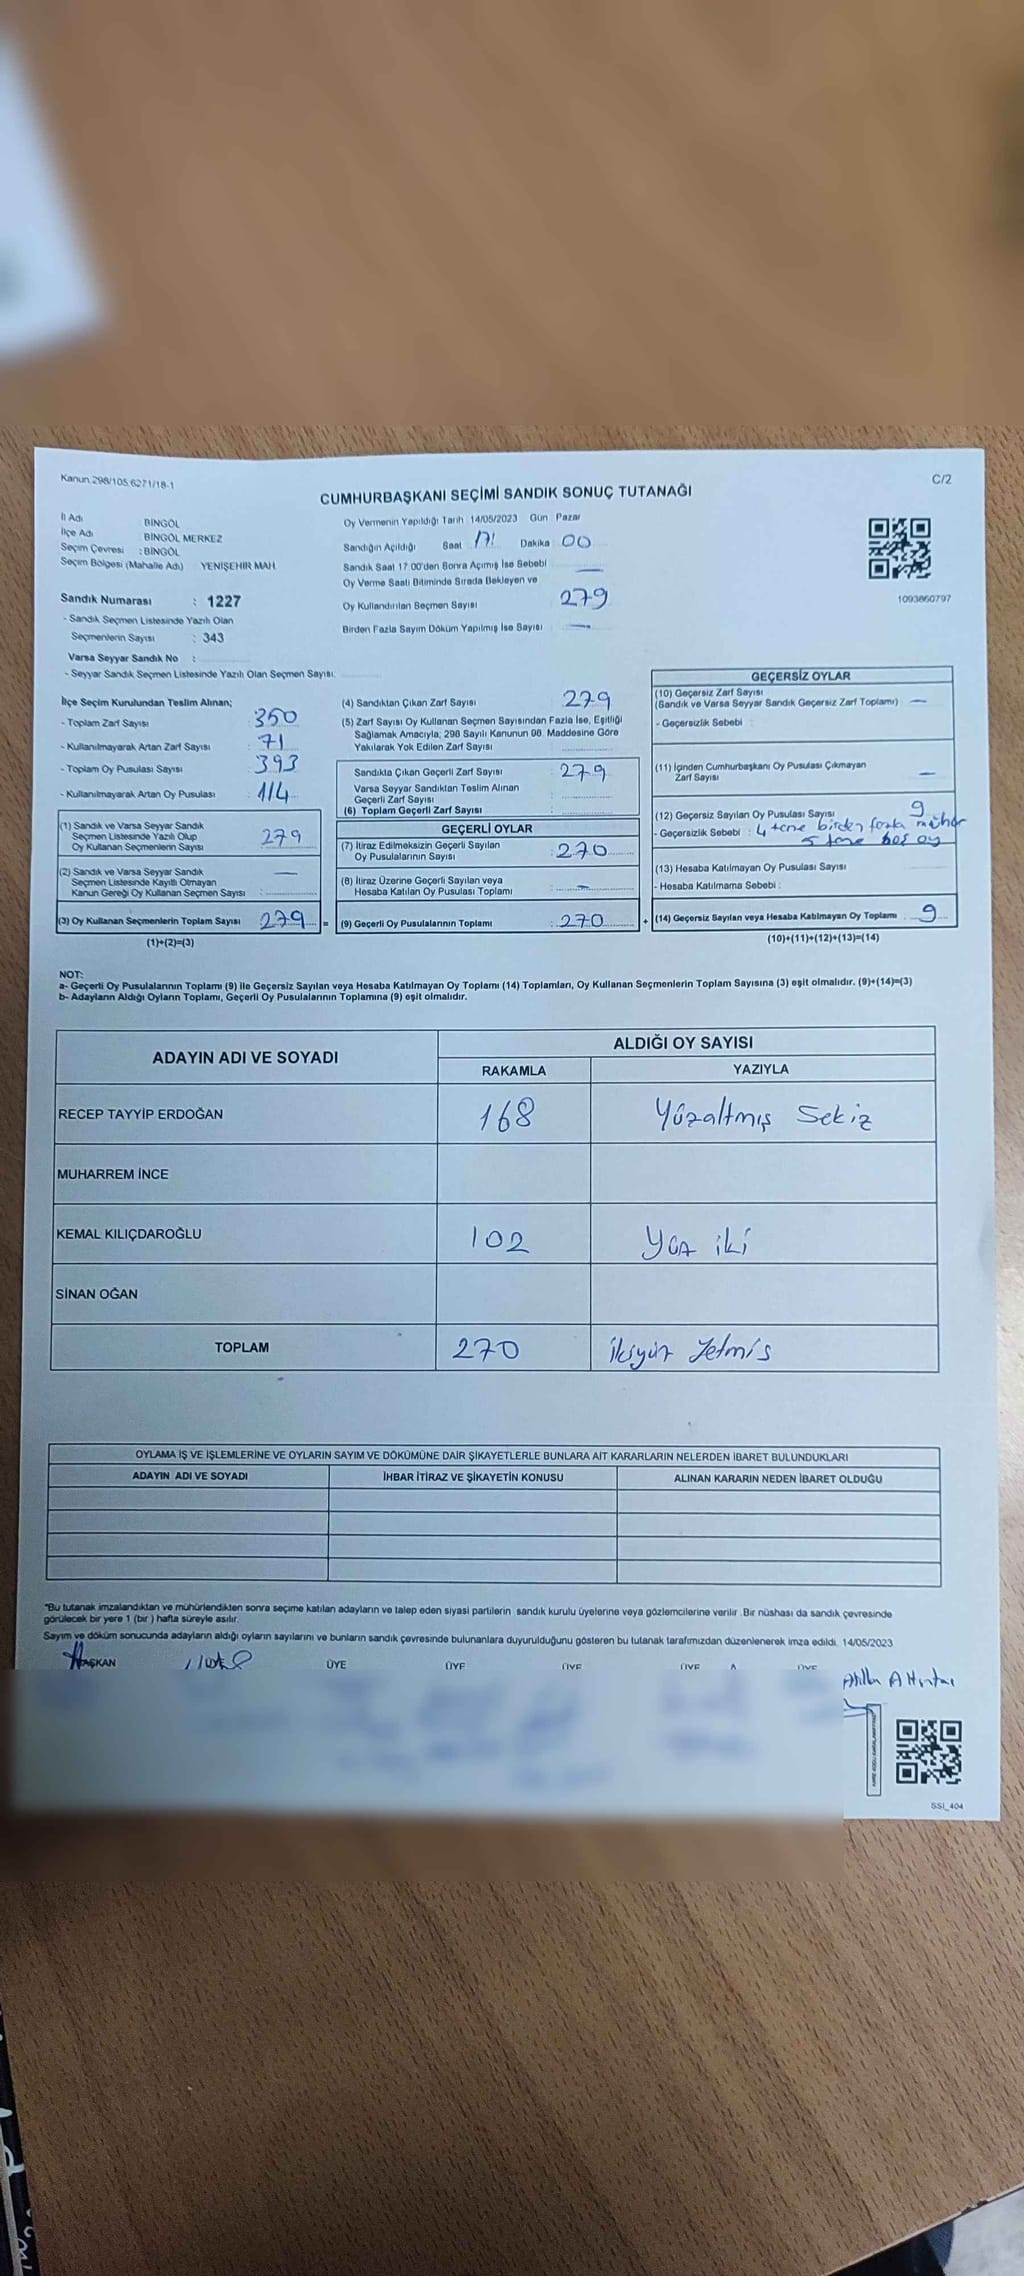 Kanun.298/105.6271/18-1
C/2
CUMHURBAŞKANI SEÇİMİ SANDIK SONUÇ TUTANAĞI
İl Adı BİNGÖL
İlçe Adı BİNGÖL MERKEZ
Seçim Çevresi : BİNGÖL
Seçim Bölgesi (Mahalle Adı) YENİŞEHİR MAH.
Sandık Numarası : 1227
- Sandık Seçmen Listesinde Yazılı Olan
Seçmenlerin Sayısı : 343
Varsa Seyyar Sandık No :
- Seyyar Sandık Seçmen Listesinde Yazılı Olan Seçmen Sayısı:
Oy Vermenin Yapıldığı Tarih 14/05/2023 Gün Pazar
Sandığın Açıldığı Saat 17: Dakika 00
Sandık Saat 17.00'den Sonra Açımış İse Sebebi —
Oy Verme Saati Bitiminde Sırada Bekleyen ve
Oy Kullandırılan Seçmen Sayısı 279
Birden Fazla Sayım Döküm Yapılmış İse Sayısı —
1093860797
İlçe Seçim Kurulundan Teslim Alınan;
- Toplam Zarf Sayısı 350
- Kullanılmayarak Artan Zarf Sayısı 71
- Toplam Oy Pusulası Sayısı 393
- Kullanılmayarak Artan Oy Pusulası 114
(1) Sandık ve Varsa Seyyar Sandık
Seçmen Listesinde Yazılı Olup
Oy Kullanan Seçmenlerin Sayısı 279
(2) Sandık ve Varsa Seyyar Sandık
Seçmen Listesinde Kayıtlı Olmayan
Kanun Gereği Oy Kullanan Seçmen Sayısı —
(3) Oy Kullanan Seçmenlerin Toplam Sayısı 279 =
(1)+(2)=(3)
(4) Sandıktan Çıkan Zarf Sayısı 279
(5) Zarf Sayısı Oy Kullanan Seçmen Sayısından Fazla İse, Eşitliği
Sağlamak Amacıyla; 298 Sayılı Kanunun 98. Maddesine Göre
Yakılarak Yok Edilen Zarf Sayısı
Sandıkta Çıkan Geçerli Zarf Sayısı : 279
Varsa Seyyar Sandıktan Teslim Alınan
Geçerli Zarf Sayısı :
(6) Toplam Geçerli Zarf Sayısı :
GEÇERLİ OYLAR
(7) İtiraz Edilmeksizin Geçerli Sayılan
Oy Pusulalarının Sayısı : 270
(8) İtiraz Üzerine Geçerli Sayılan veya
Hesaba Katılan Oy Pusulası Toplamı : —
(9) Geçerli Oy Pusulalarının Toplamı : 270 +
GEÇERSİZ OYLAR
(10) Geçersiz Zarf Sayısı
(Sandık ve Varsa Seyyar Sandık Geçersiz Zarf Toplamı) —
- Geçersizlik Sebebi :
(11) İçinden Cumhurbaşkanı Oy Pusulası Çıkmayan
Zarf Sayısı —
(12) Geçersiz Sayılan Oy Pusulası Sayısı 9
- Geçersizlik Sebebi : 4 tane birden fazla mühür
5 tane boş oy
(13) Hesaba Katılmayan Oy Pusulası Sayısı
- Hesaba Katılmama Sebebi :
(14) Geçersiz Sayılan veya Hesaba Katılmayan Oy Toplamı 9
(10)+(11)+(12)+(13)=(14)
NOT:
a- Geçerli Oy Pusulalarının Toplamı (9) ile Geçersiz Sayılan veya Hesaba Katılmayan Oy Toplamı (14) Toplamları, Oy Kullanan Seçmenlerin Toplam Sayısına (3) eşit olmalıdır. (9)+(14)=(3)
b- Adayların Aldığı Oyların Toplamı, Geçerli Oy Pusulalarının Toplamına (9) eşit olmalıdır.
ADAYIN ADI VE SOYADI ALDIĞI OY SAYISI
RAKAMLA YAZIYLA
RECEP TAYYİP ERDOĞAN 168 Yüzaltmış Sekiz
MUHARREM İNCE
KEMAL KILIÇDAROĞLU 102 Yüz iki
SİNAN OĞAN
TOPLAM 270 ikiyüz Yetmiş
OYLAMA İŞ VE İŞLEMLERİNE VE OYLARIN SAYIM VE DÖKÜMÜNE DAİR ŞİKAYETLERLE BUNLARA AİT KARARLARIN NELERDEN İBARET BULUNDUKLARI
ADAYIN ADI VE SOYADI İHBAR İTİRAZ VE ŞİKAYETİN KONUSU ALINAN KARARIN NEDEN İBARET OLDUĞU
"Bu tutanak imzalandıktan ve mühürlendikten sonra seçime katılan adayların ve talep eden siyasi partilerin sandık kurulu üyelerine veya gözlemcilerine verilir. Bir nüshası da sandık çevresinde
görülecek bir yere 1 (bir ) hafta süreyle asılır.
Sayım ve döküm sonucunda adayların aldığı oyların sayılarını ve bunların sandık çevresinde bulunanlara duyurulduğunu gösteren bu tutanak tarafımızdan düzenlenerek imza edildi. 14/05/2023
BAŞKAN ÜYE ÜYE ÜYE ÜYE ÜYE
SSI_404